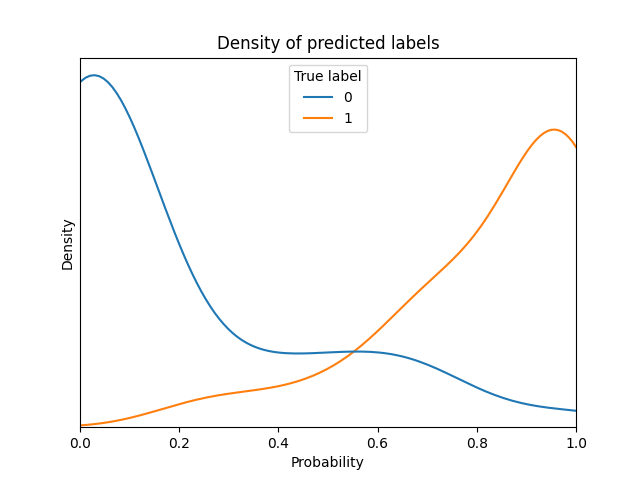 Density of predicted labels
True label
0
1
Density
0.0 0.2 0.4 0.6 0.8 1.0
Probability